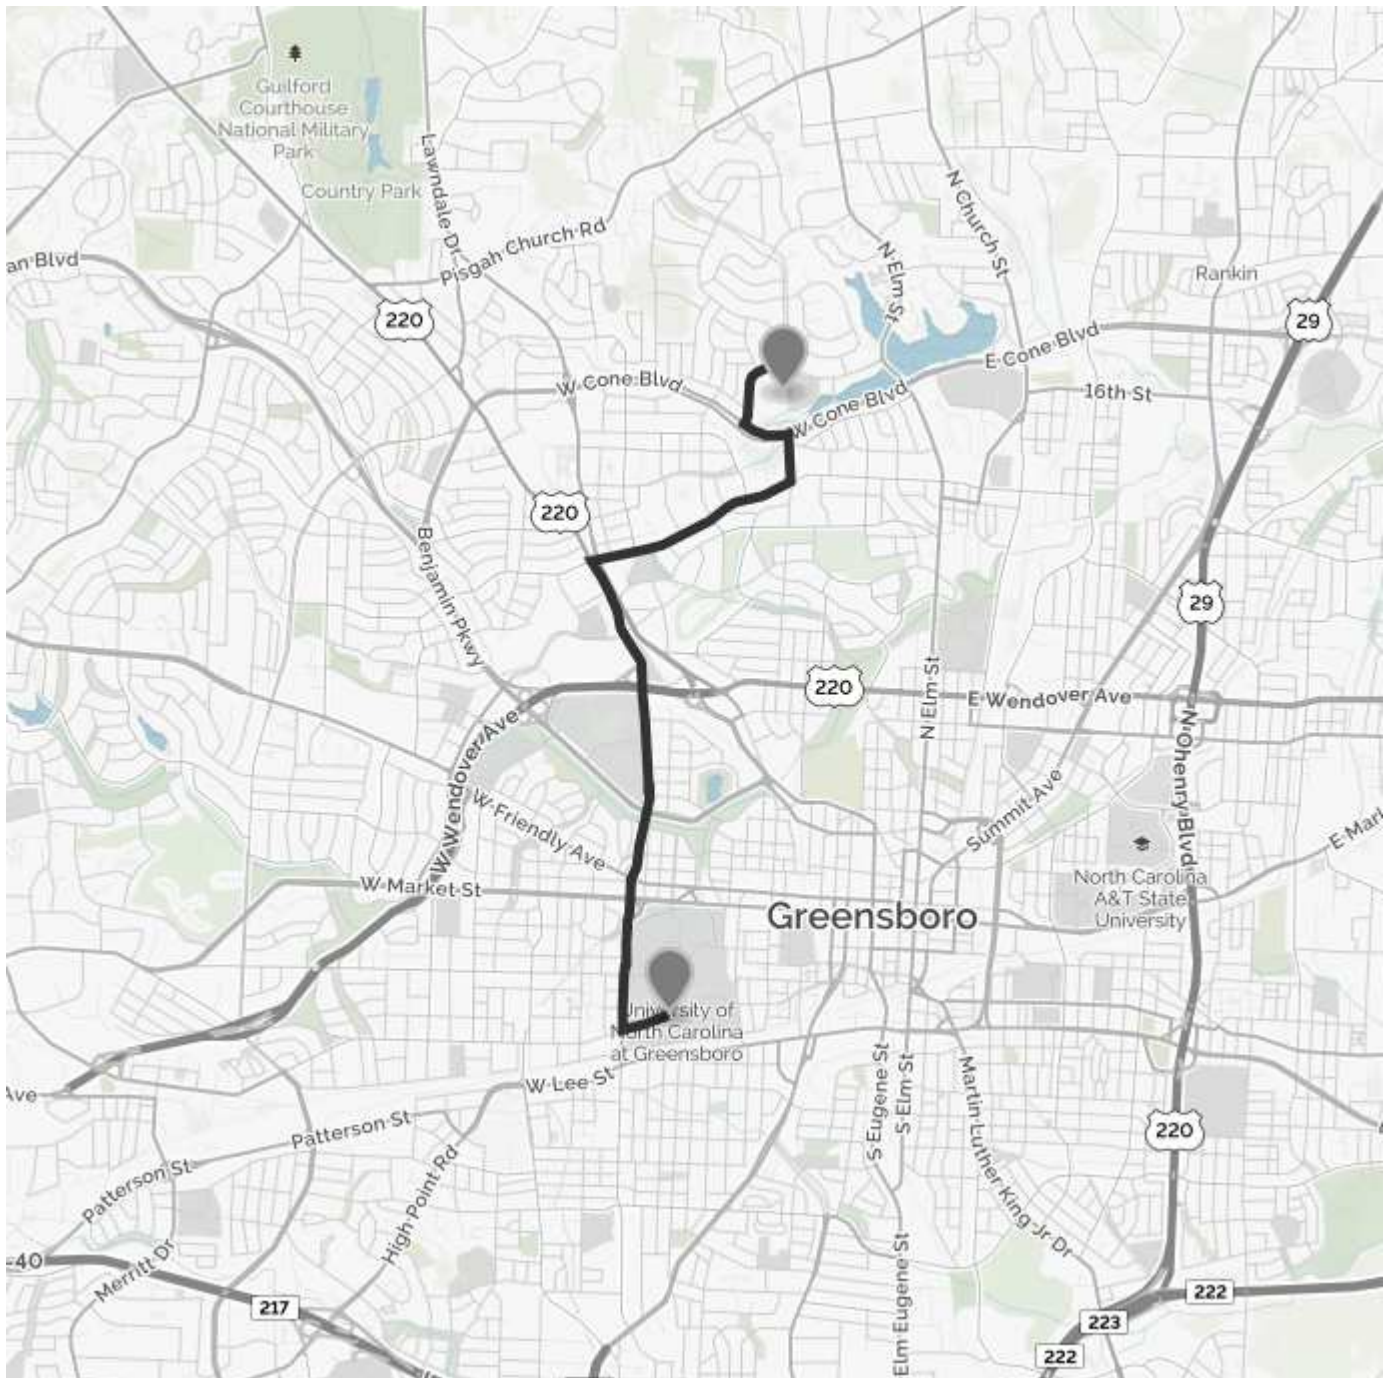 Guilford
Courthouse
National Military
Park
Country Park
Lawndale Dr
Pisgah Church Rd
N Church St
N Elm St
an Blvd
Rankin
220
29
E Cone Blvd
W Cone Blvd
16th St
W Cone Blvd
220
Benjamin Pkwy
29
N Elm St
220
E Wendover Ave
W Wendover Ave
N Ohenry Blvd
Summit Ave
W Friendly Ave
E Mar
W Market St
North Carolina
A&T State
University
Greensboro
University of
North Carolina
at Greensboro
W Lee St
Ave
S Eugene St
S Elm St
Martin Luther King Jr Dr
Patterson St
220
High Point Rd
Patterson St
-40
Merritt Dr
Elm Eugene St
217
222
223
222